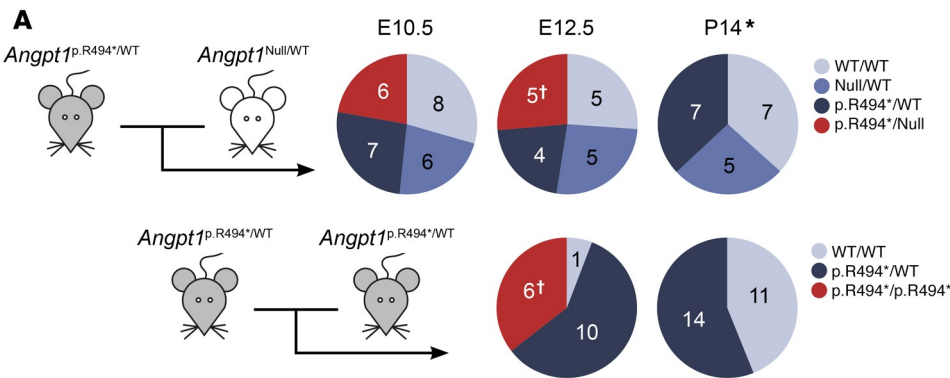 A
E10.5 E12.5 P14*
Angpt1p.R494*/WT Angpt1Null/WT
6 8 7 6
5† 5 4 5
7 7 5
WT/WT
Null/WT
p.R494*/WT
p.R494*/Null
Angpt1p.R494*/WT Angpt1p.R494*/WT
6† 1 10
14 11
WT/WT
p.R494*/WT
p.R494*/p.R494*